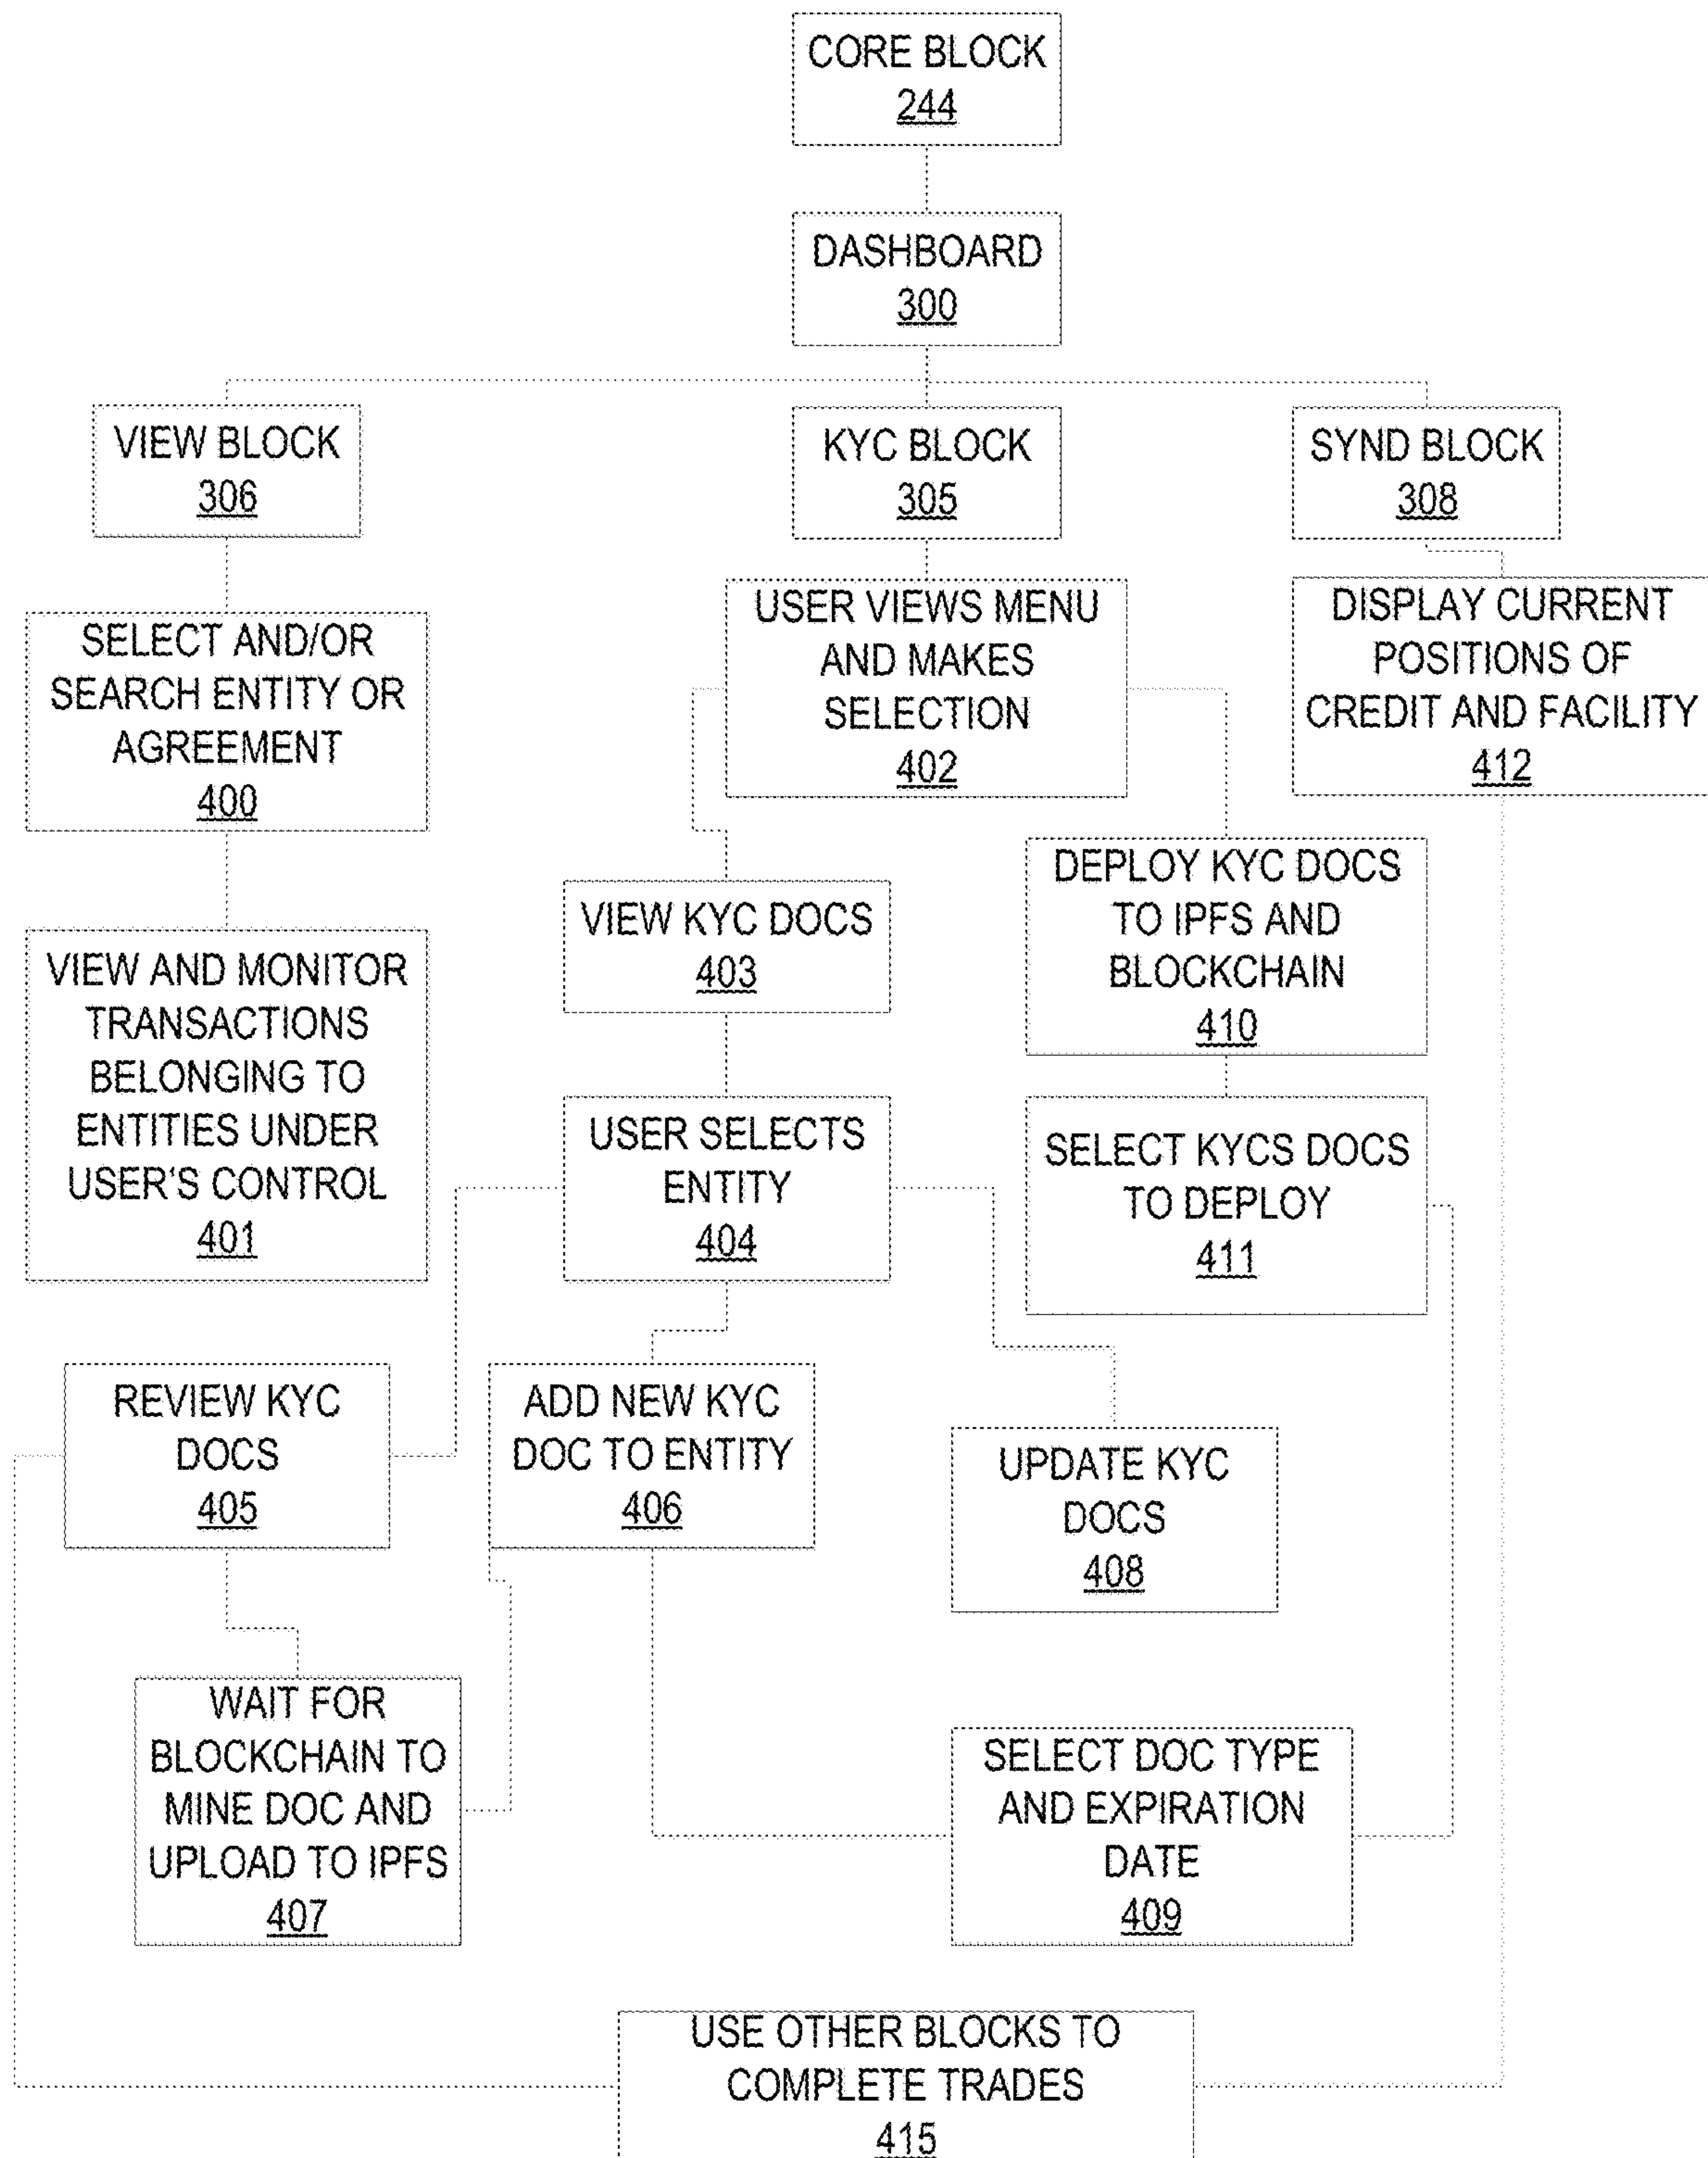 CORE BLOCK
244
DASHBOARD
300
VIEW BLOCK
306
KYC BLOCK
305
SYND BLOCK
308
SELECT AND/OR
SEARCH ENTITY OR
AGREEMENT
400
USER VIEWS MENU
AND MAKES
SELECTION
402
DISPLAY CURRENT
POSITIONS OF
CREDIT AND FACILITY
412
VIEW AND MONITOR
TRANSACTIONS
BELONGING TO
ENTITIES UNDER
USER'S CONTROL
401
VIEW KYC DOCS
403
DEPLOY KYC DOCS
TO IPFS AND
BLOCKCHAIN
410
USER SELECTS
ENTITY
404
SELECT KYCS DOCS
TO DEPLOY
411
REVIEW KYC
DOCS
405
ADD NEW KYC
DOC TO ENTITY
406
UPDATE KYC
DOCS
408
WAIT FOR
BLOCKCHAIN TO
MINE DOC AND
UPLOAD TO IPFS
407
SELECT DOC TYPE
AND EXPIRATION
DATE
409
USE OTHER BLOCKS TO
COMPLETE TRADES
415